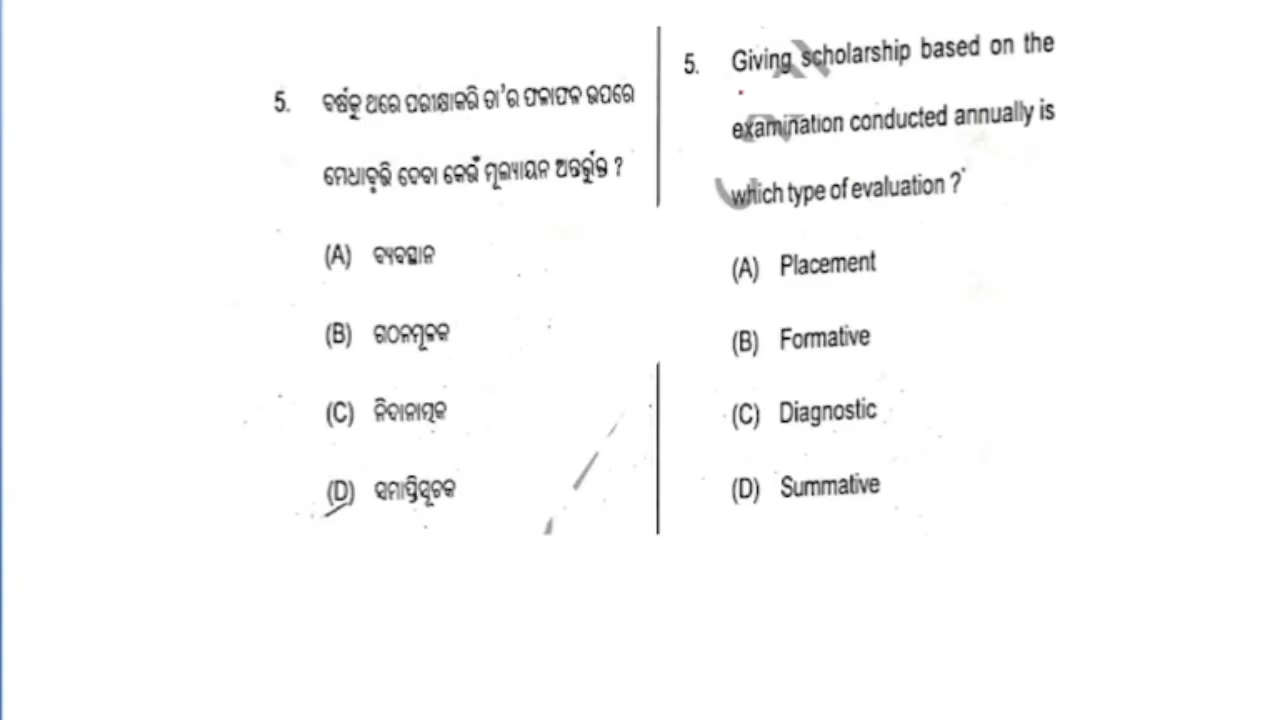 5. ବର୍ଷକୁ ଥରେ ପରୀକ୍ଷାକରି ତା'ର ଫଳାଫଳ ଉପରେ
ମେଧାବୃତ୍ତି ଦେବା କେଉଁ ମୂଲ୍ୟାୟନ ଅନ୍ତର୍ଭୁକ୍ତ ?
(A) ବ୍ୟବସ୍ଥାନ
(B) ଗଠନମୂଳକ
(C) ନିଦାନାତ୍ମକ
(D) ସମାପ୍ତିସୂଚକ
5. Giving scholarship based on the
examination conducted annually is
which type of evaluation ?
(A) Placement
(B) Formative
(C) Diagnostic
(D) Summative